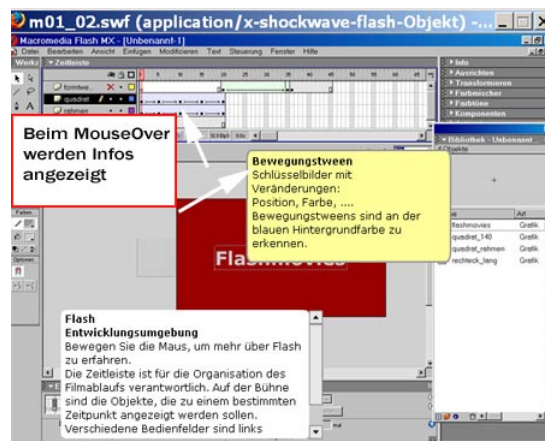 m01_02.swf (application/x-shockwave-flash-Objekt) -...
Macromedia Flash MX - [Unbenannt-1]
Datei Bearbeiten Ansicht Einfügen Modifizieren Text Steuerung Fenster Hilfe
Zeitleiste
Info
Ausrichten
Transformieren
Farbmischer
Farbtöne
Komponenten
quadrat
rahmen
Beim MouseOver
werden Infos
angezeigt
Bewegungstween
Schlüsselbilder mit
Veränderungen:
Position, Farbe, ....
Bewegungstweens sind an der
blauen Hintergrundfarbe zu
erkennen.
Bibliothek - Unbenannt
Objekte
Art
flashmovies Grafik
quadrat_140 Grafik
quadrat_rahmen Grafik
rechteck_lang Grafik
Farben
Optionen
Flashmovies
Flash
Entwicklungsumgebung
Bewegen Sie die Maus, um mehr über Flash
zu erfahren.
Die Zeitleiste ist für die Organisation des
Filmablaufs verantwortlich. Auf der Bühne
sind die Objekte, die zu einem bestimmten
Zeitpunkt angezeigt werden sollen.
Verschiedene Bedienfelder sind links